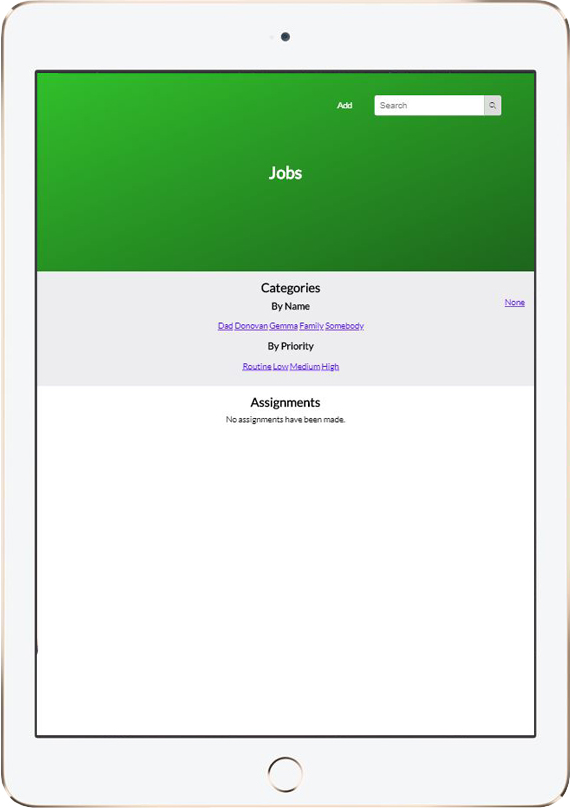 Add Search
Jobs
Categories
By Name
None
Dad Donovan Gemma Family Somebody
By Priority
Routine Low Medium High
Assignments
No assignments have been made.